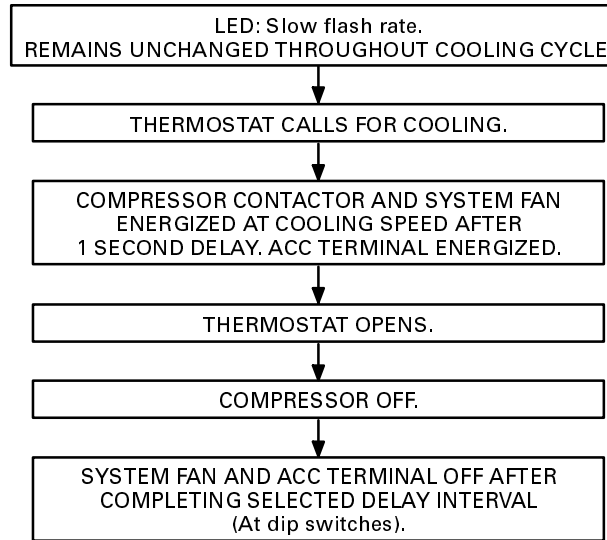 LED: Slow flash rate.
REMAINS UNCHANGED THROUGHOUT COOLING CYCLE
THERMOSTAT CALLS FOR COOLING.
COMPRESSOR CONTACTOR AND SYSTEM FAN
ENERGIZED AT COOLING SPEED AFTER
1 SECOND DELAY. ACC TERMINAL ENERGIZED.
THERMOSTAT OPENS.
COMPRESSOR OFF.
SYSTEM FAN AND ACC TERMINAL OFF AFTER
COMPLETING SELECTED DELAY INTERVAL
(At dip switches).